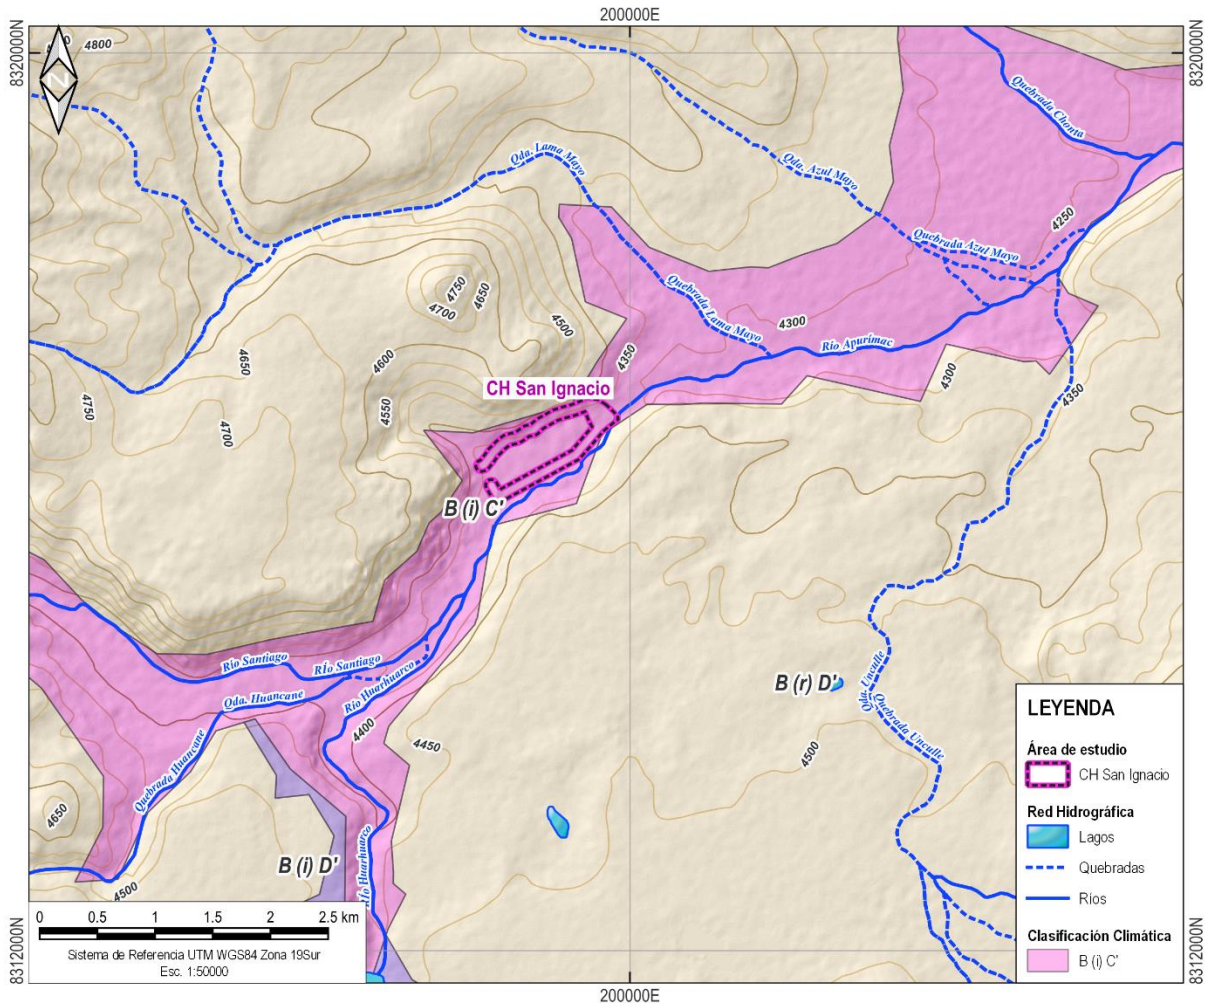 200000E
8320000N
8320000N
4800
Z
Quebrada Chonta
Qda. Lama Mayo
Qda. Azul Mayo
4250
Quebrada Azul Mayo
4750
4650
4700
4500
Quebrada Lama Mayo
4300
Río Apurímac
4350
4650
4600
4300
4350
CH San Ignacio
4750
4550
4700
B (i) C'
Río Santiago
Río Santiago
Río Huarhuarco
Qda. Huancane
B (r) D'
Qda. Unculle
Quebrada Unculle
4400
4450
4500
Quebrada Huancane
4650
Río Huarhuarco
B (i) D'
4500
LEYENDA
Área de estudio
CH San Ignacio
Red Hidrográfica
Lagos
Quebradas
Ríos
Clasificación Climática
B (i) C'
0 0.5 1 1.5 2 2.5 km
Sistema de Referencia UTM WGS84 Zona 19Sur
Esc. 1:50000
8312000N
8312000N
200000E